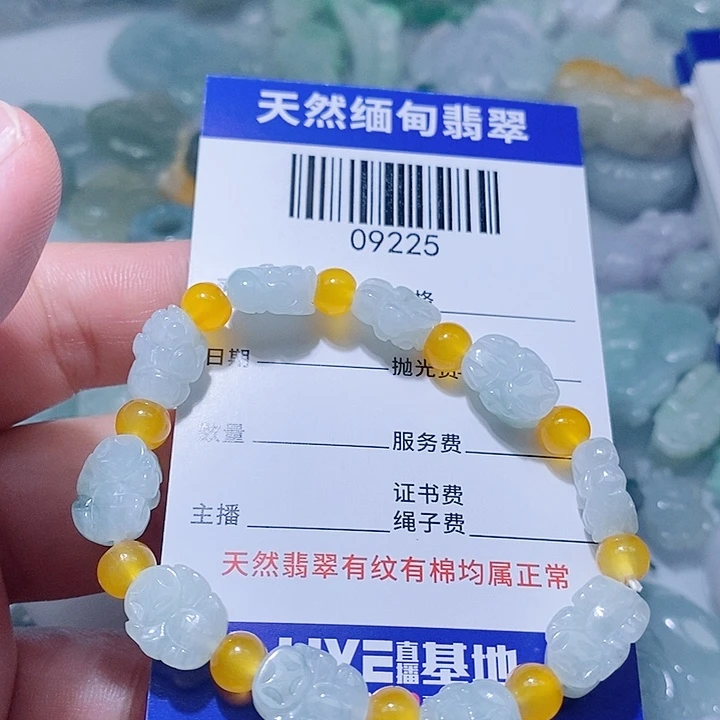 天然缅甸翡翠
09225
格
日期 抛光费
数量 服务费
证书费
主播 绳子费
天然翡翠有纹有棉均属正常
直播基地